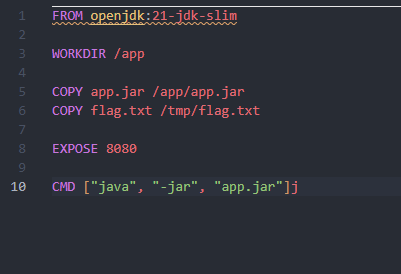 1 FROM openjdk:21-jdk-slim
2
3 WORKDIR /app
4
5 COPY app.jar /app/app.jar
6 COPY flag.txt /tmp/flag.txt
7
8 EXPOSE 8080
9
10 CMD ["java", "-jar", "app.jar"]j